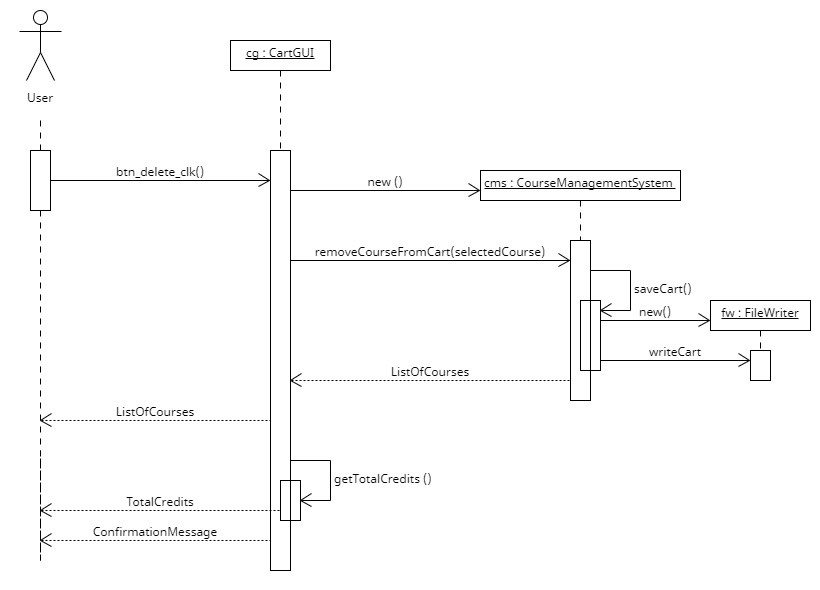 cg : CartGUI
User
btn_delete_clk()
new ()
cms : CourseManagementSystem
removeCourseFromCart(selectedCourse)
saveCart()
new()
fw : FileWriter
writeCart
ListOfCourses
ListOfCourses
getTotalCredits ()
TotalCredits
ConfirmationMessage